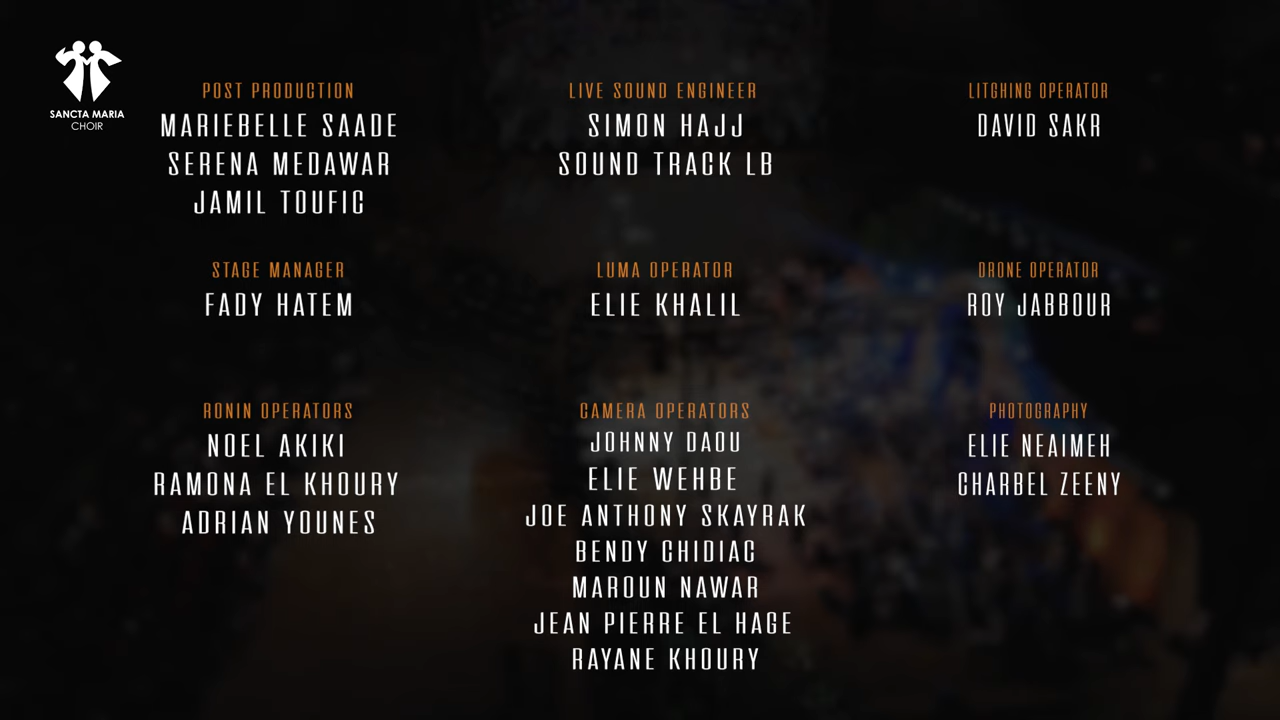 SANCTA MARIA
CHOIR
POST PRODUCTION
MARIEBELLE SAADE
SERENA MEDAWAR
JAMIL TOUFIC
LIVE SOUND ENGINEER
SIMON HAJJ
SOUND TRACK LB
LITGHING OPERATOR
DAVID SAKR
STAGE MANAGER
FADY HATEM
LUMA OPERATOR
ELIE KHALIL
DRONE OPERATOR
ROY JABBOUR
RONIN OPERATORS
NOEL AKIKI
RAMONA EL KHOURY
ADRIAN YOUNES
CAMERA OPERATORS
JOHNNY DAOU
ELIE WEHBE
JOE ANTHONY SKAYRAK
BENDY CHIDIAC
MAROUN NAWAR
JEAN PIERRE EL HAGE
RAYANE KHOURY
PHOTOGRAPHY
ELIE NEAIMEH
CHARBEL ZEENY